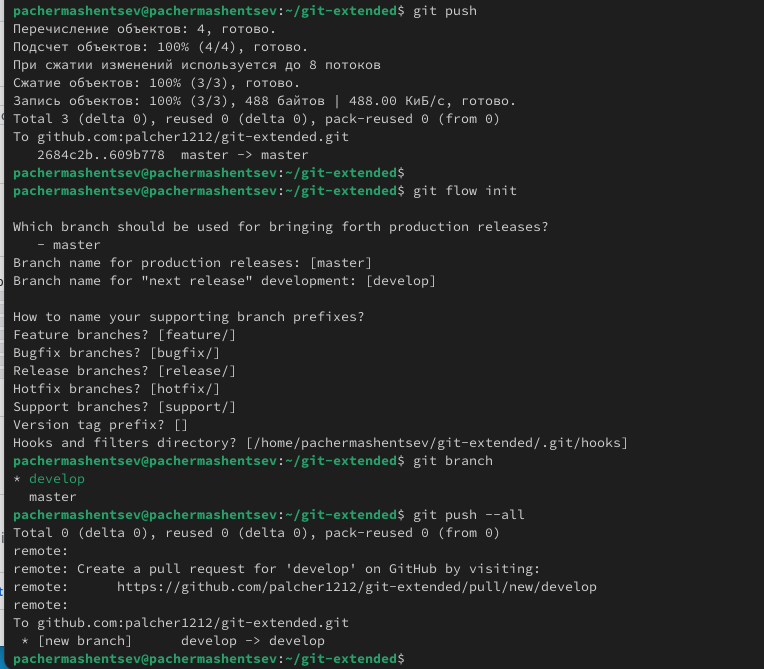 pachermashentsev@pachermashentsev:~/git-extended$ git push
Перечисление объектов: 4, готово.
Подсчет объектов: 100% (4/4), готово.
При сжатии изменений используется до 8 потоков
Сжатие объектов: 100% (3/3), готово.
Запись объектов: 100% (3/3), 488 байтов | 488.00 КиБ/с, готово.
Total 3 (delta 0), reused 0 (delta 0), pack-reused 0 (from 0)
To github.com:palcher1212/git-extended.git
   2684c2b..609b778  master -> master
pachermashentsev@pachermashentsev:~/git-extended$
pachermashentsev@pachermashentsev:~/git-extended$ git flow init

Which branch should be used for bringing forth production releases?
   - master
Branch name for production releases: [master]
Branch name for "next release" development: [develop]

How to name your supporting branch prefixes?
Feature branches? [feature/]
Bugfix branches? [bugfix/]
Release branches? [release/]
Hotfix branches? [hotfix/]
Support branches? [support/]
Version tag prefix? []
Hooks and filters directory? [/home/pachermashentsev/git-extended/.git/hooks]
pachermashentsev@pachermashentsev:~/git-extended$ git branch
* develop
  master
pachermashentsev@pachermashentsev:~/git-extended$ git push --all
Total 0 (delta 0), reused 0 (delta 0), pack-reused 0 (from 0)
remote:
remote: Create a pull request for 'develop' on GitHub by visiting:
remote:      https://github.com/palcher1212/git-extended/pull/new/develop
remote:
To github.com:palcher1212/git-extended.git
 * [new branch]      develop -> develop
pachermashentsev@pachermashentsev:~/git-extended$